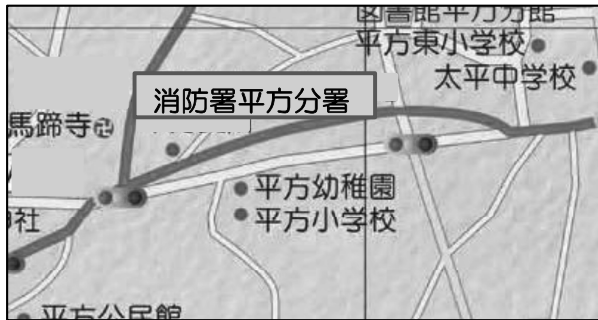 図書館平方分館
平方東小学校
太平中学校
消防署平方分署
馬蹄寺卍
平方幼稚園
平方小学校
社
平方公民館